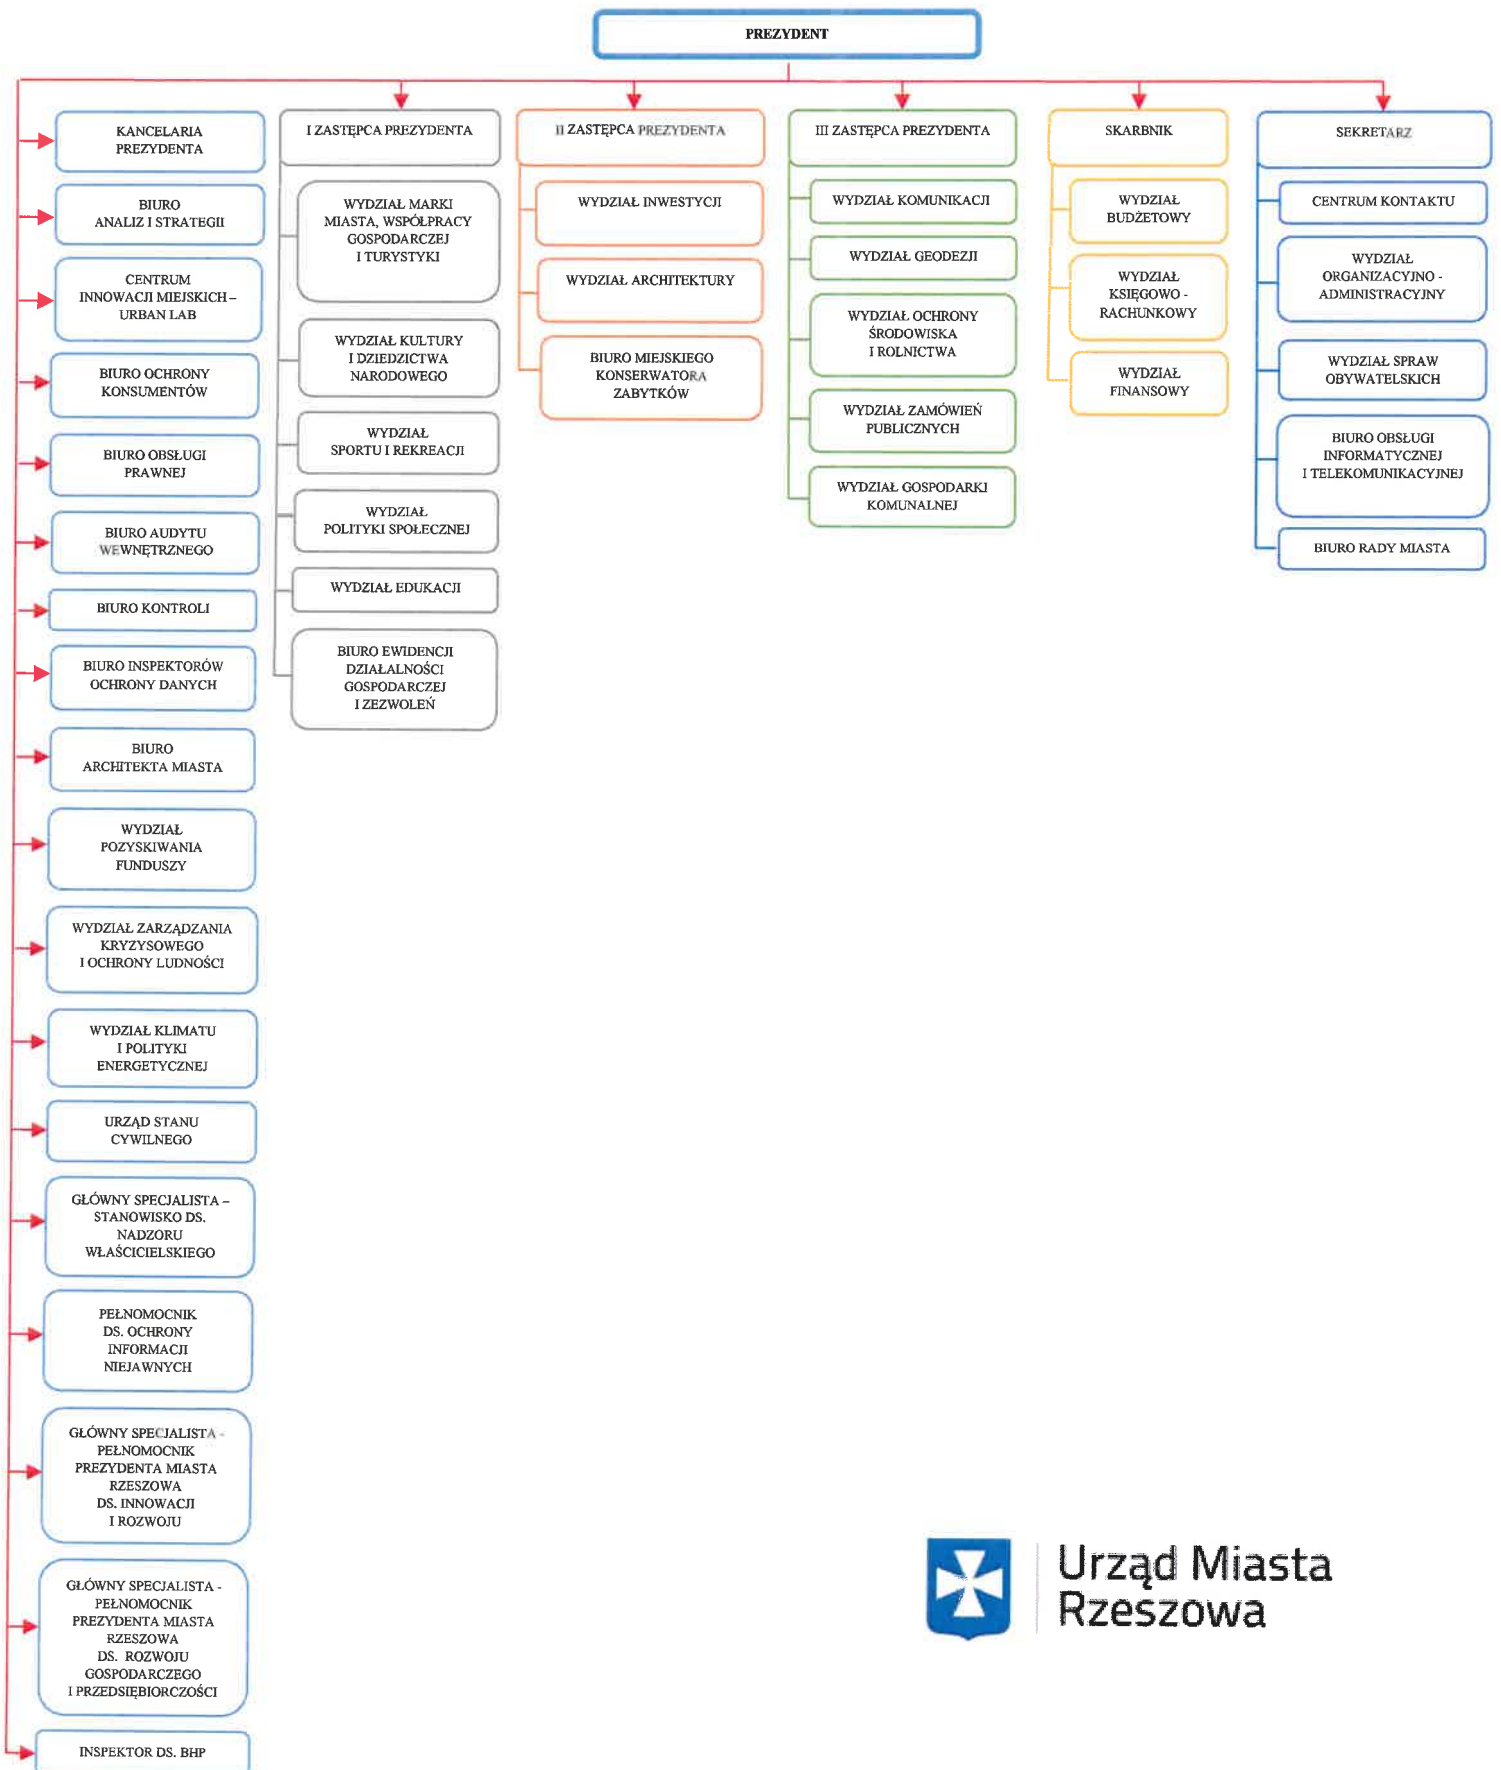 PREZYDENT
KANCELARIA
PREZYDENTA
BIURO
ANALIZ I STRATEGII
CENTRUM
INNOWACJI MIEJSKICH –
URBAN LAB
BIURO OCHRONY
KONSUMENTÓW
BIURO OBSŁUGI
PRAWNEJ
BIURO AUDYTU
WEWNĘTRZNEGO
BIURO KONTROLI
BIURO INSPEKTORÓW
OCHRONY DANYCH
BIURO
ARCHITEKTA MIASTA
WYDZIAŁ
POZYSKIWANIA
FUNDUSZY
WYDZIAŁ ZARZĄDZANIA
KRYZYSOWEGO
I OCHRONY LUDNOŚCI
WYDZIAŁ KLIMATU
I POLITYKI
ENERGETYCZNEJ
URZĄD STANU
CYWILNEGO
GŁÓWNY SPECJALISTA –
STANOWISKO DS.
NADZORU
WŁAŚCICIELSKIEGO
PEŁNOMOCNIK
DS. OCHRONY
INFORMACJI
NIEJAWNYCH
GŁÓWNY SPECJALISTA -
PEŁNOMOCNIK
PREZYDENTA MIASTA
RZESZOWA
DS. INNOWACJI
I ROZWOJU
GŁÓWNY SPECJALISTA -
PEŁNOMOCNIK
PREZYDENTA MIASTA
RZESZOWA
DS. ROZWOJU
GOSPODARCZEGO
I PRZEDSIĘBIORCZOŚCI
INSPEKTOR DS. BHP
I ZASTĘPCA PREZYDENTA
WYDZIAŁ MARKI
MIASTA, WSPÓŁPRACY
GOSPODARCZEJ
I TURYSTYKI
WYDZIAŁ KULTURY
I DZIEDZICTWA
NARODOWEGO
WYDZIAŁ
SPORTU I REKREACJI
WYDZIAŁ
POLITYKI SPOŁECZNEJ
WYDZIAŁ EDUKACJI
BIURO EWIDENCJI
DZIAŁALNOŚCI
GOSPODARCZEJ
I ZEZWOLEŃ
II ZASTĘPCA PREZYDENTA
WYDZIAŁ INWESTYCJI
WYDZIAŁ ARCHITEKTURY
BIURO MIEJSKIEGO
KONSERWATORA
ZABYTKÓW
III ZASTĘPCA PREZYDENTA
WYDZIAŁ KOMUNIKACJI
WYDZIAŁ GEODEZJI
WYDZIAŁ OCHRONY
ŚRODOWISKA
I ROLNICTWA
WYDZIAŁ ZAMÓWIEŃ
PUBLICZNYCH
WYDZIAŁ GOSPODARKI
KOMUNALNEJ
SKARBNIK
WYDZIAŁ
BUDŻETOWY
WYDZIAŁ
KSIĘGOWO -
RACHUNKOWY
WYDZIAŁ
FINANSOWY
SEKRETARZ
CENTRUM KONTAKTU
WYDZIAŁ
ORGANIZACYJNO -
ADMINISTRACYJNY
WYDZIAŁ SPRAW
OBYWATELSKICH
BIURO OBSŁUGI
INFORMATYCZNEJ
I TELEKOMUNIKACYJNEJ
BIURO RADY MIASTA
Urząd Miasta
Rzeszowa